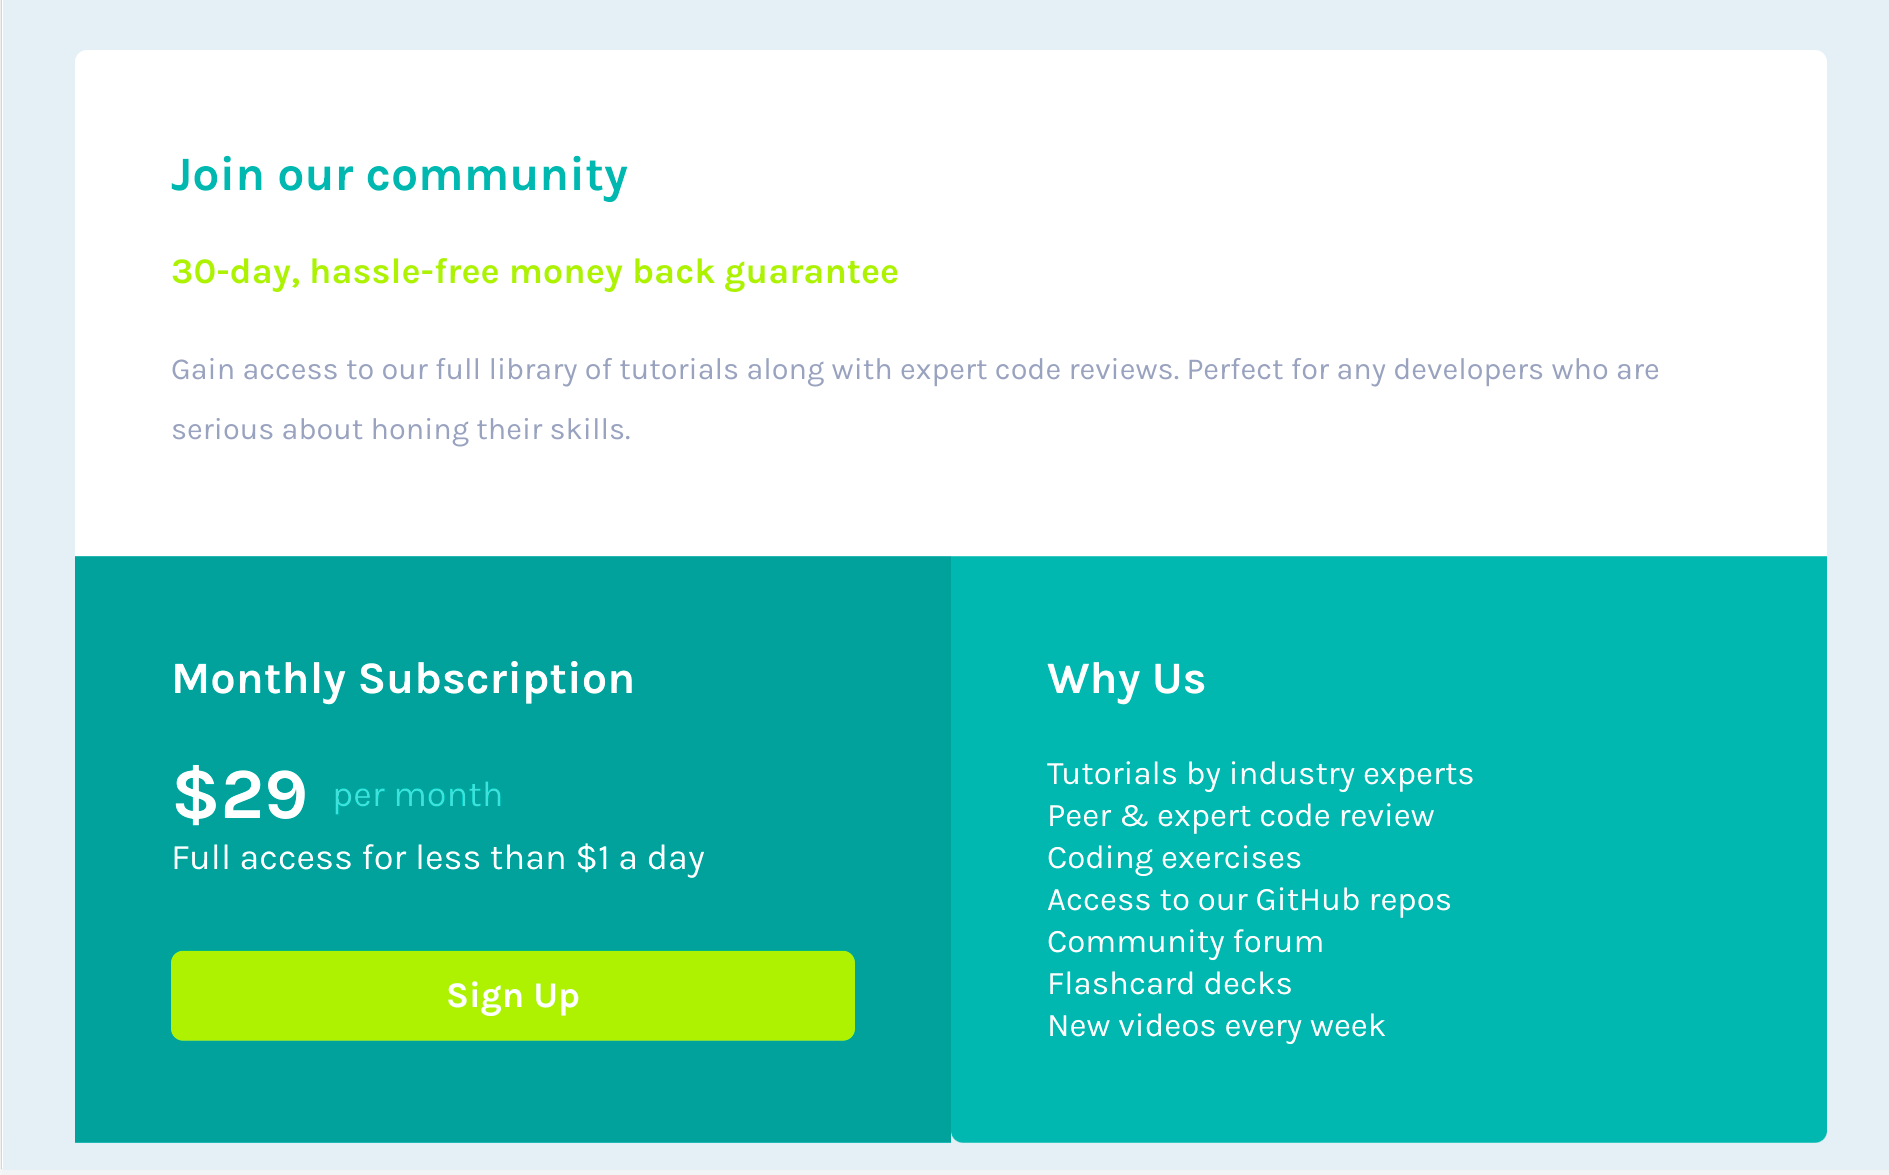 Join our community
30-day, hassle-free money back guarantee
Gain access to our full library of tutorials along with expert code reviews. Perfect for any developers who are
serious about honing their skills.
Monthly Subscription
$29 per month
Full access for less than $1 a day
Sign Up
Why Us
Tutorials by industry experts
Peer & expert code review
Coding exercises
Access to our GitHub repos
Community forum
Flashcard decks
New videos every week